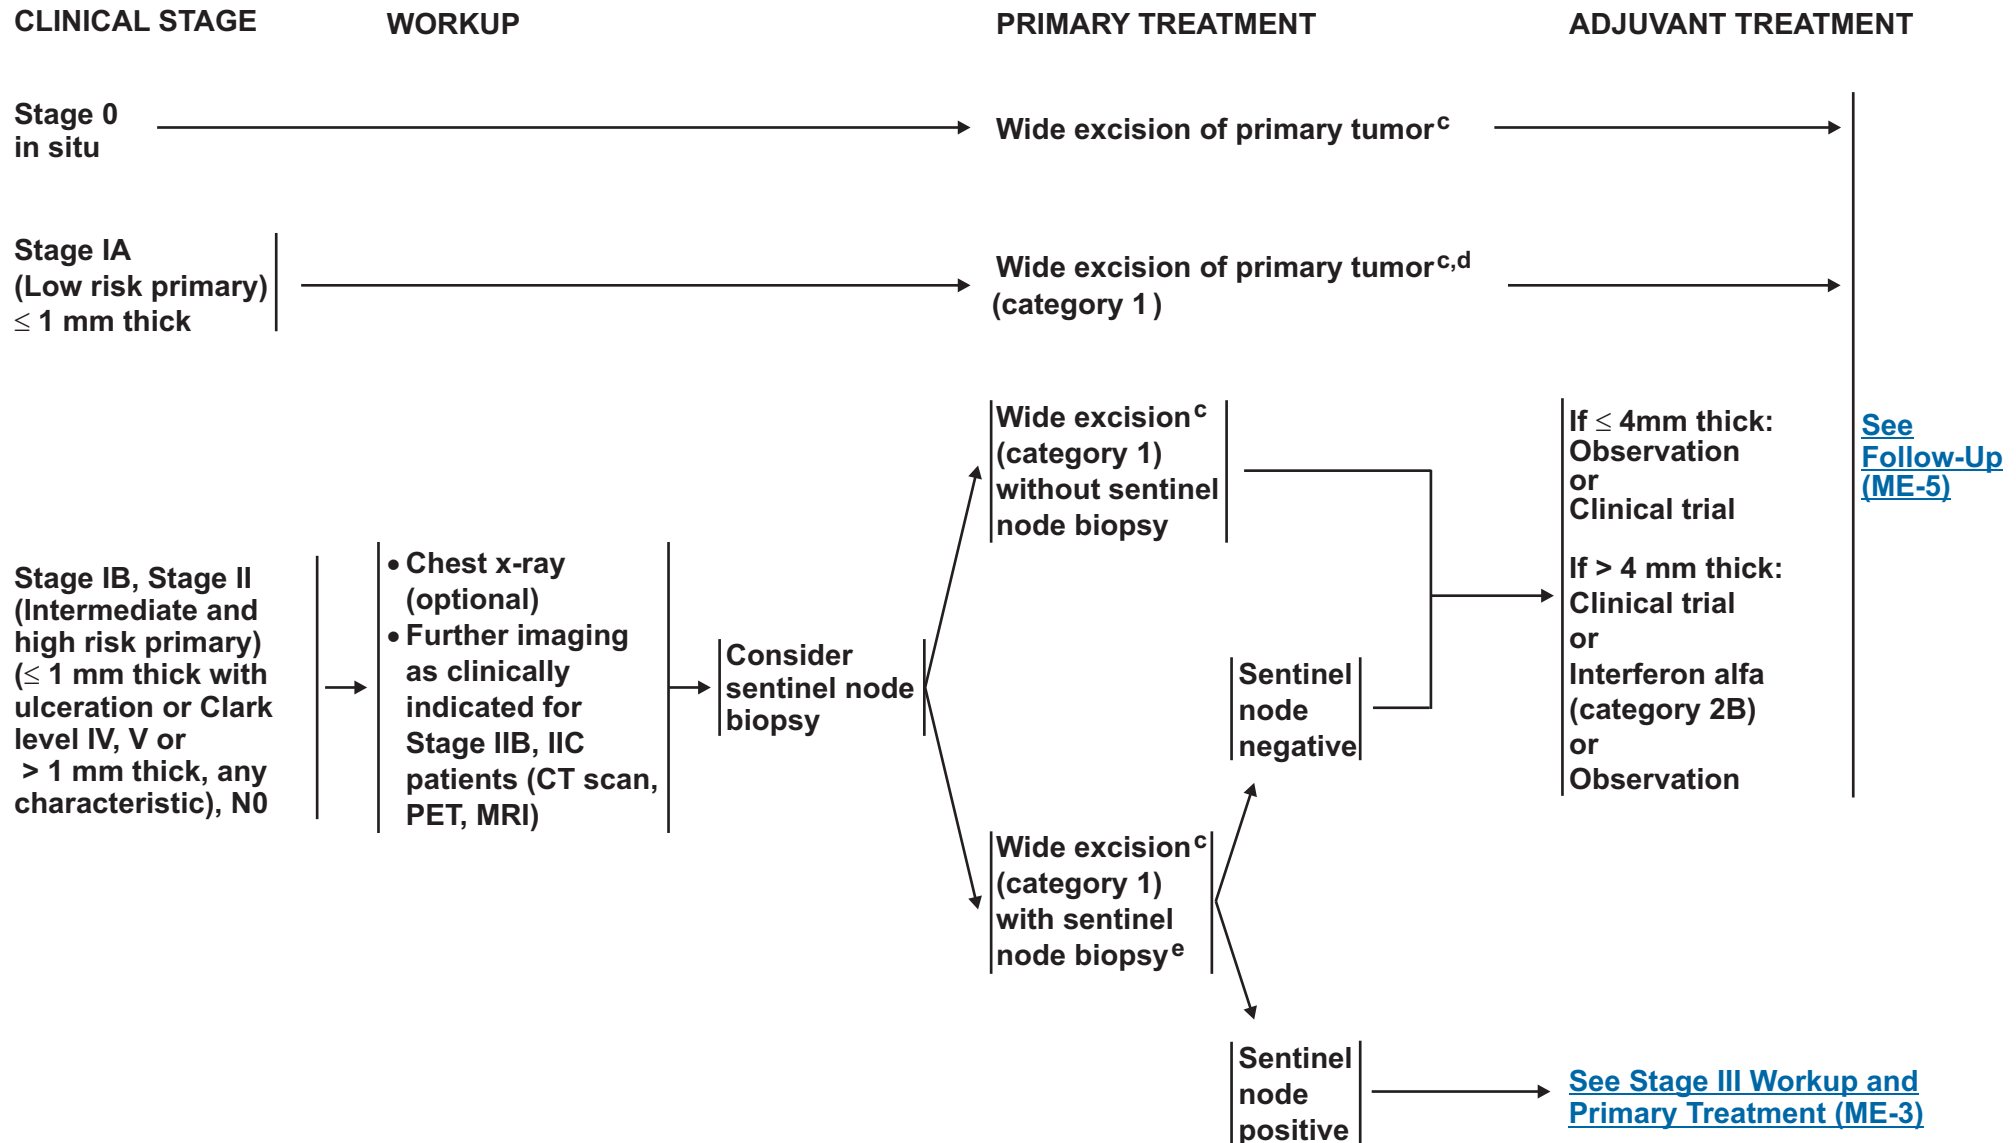 CLINICAL STAGE
WORKUP
PRIMARY TREATMENT
ADJUVANT TREATMENT
Stage 0
in situ
Wide excision of primary tumor c
Stage IA
(Low risk primary)
≤ 1 mm thick
Wide excision of primary tumor c,d
(category 1)
Stage IB, Stage II
(Intermediate and
high risk primary)
(≤ 1 mm thick with
ulceration or Clark
level IV, V or
> 1 mm thick, any
characteristic), N0
• Chest x-ray
(optional)
• Further imaging
as clinically
indicated for
Stage IIB, IIC
patients (CT scan,
PET, MRI)
Consider
sentinel node
biopsy
Wide excision c
(category 1)
without sentinel
node biopsy
Wide excision c
(category 1)
with sentinel
node biopsy e
Sentinel
node
negative
Sentinel
node
positive
If ≤ 4mm thick:
Observation
or
Clinical trial
If > 4 mm thick:
Clinical trial
or
Interferon alfa
(category 2B)
or
Observation
See
Follow-Up
(ME-5)
See Stage III Workup and
Primary Treatment (ME-3)